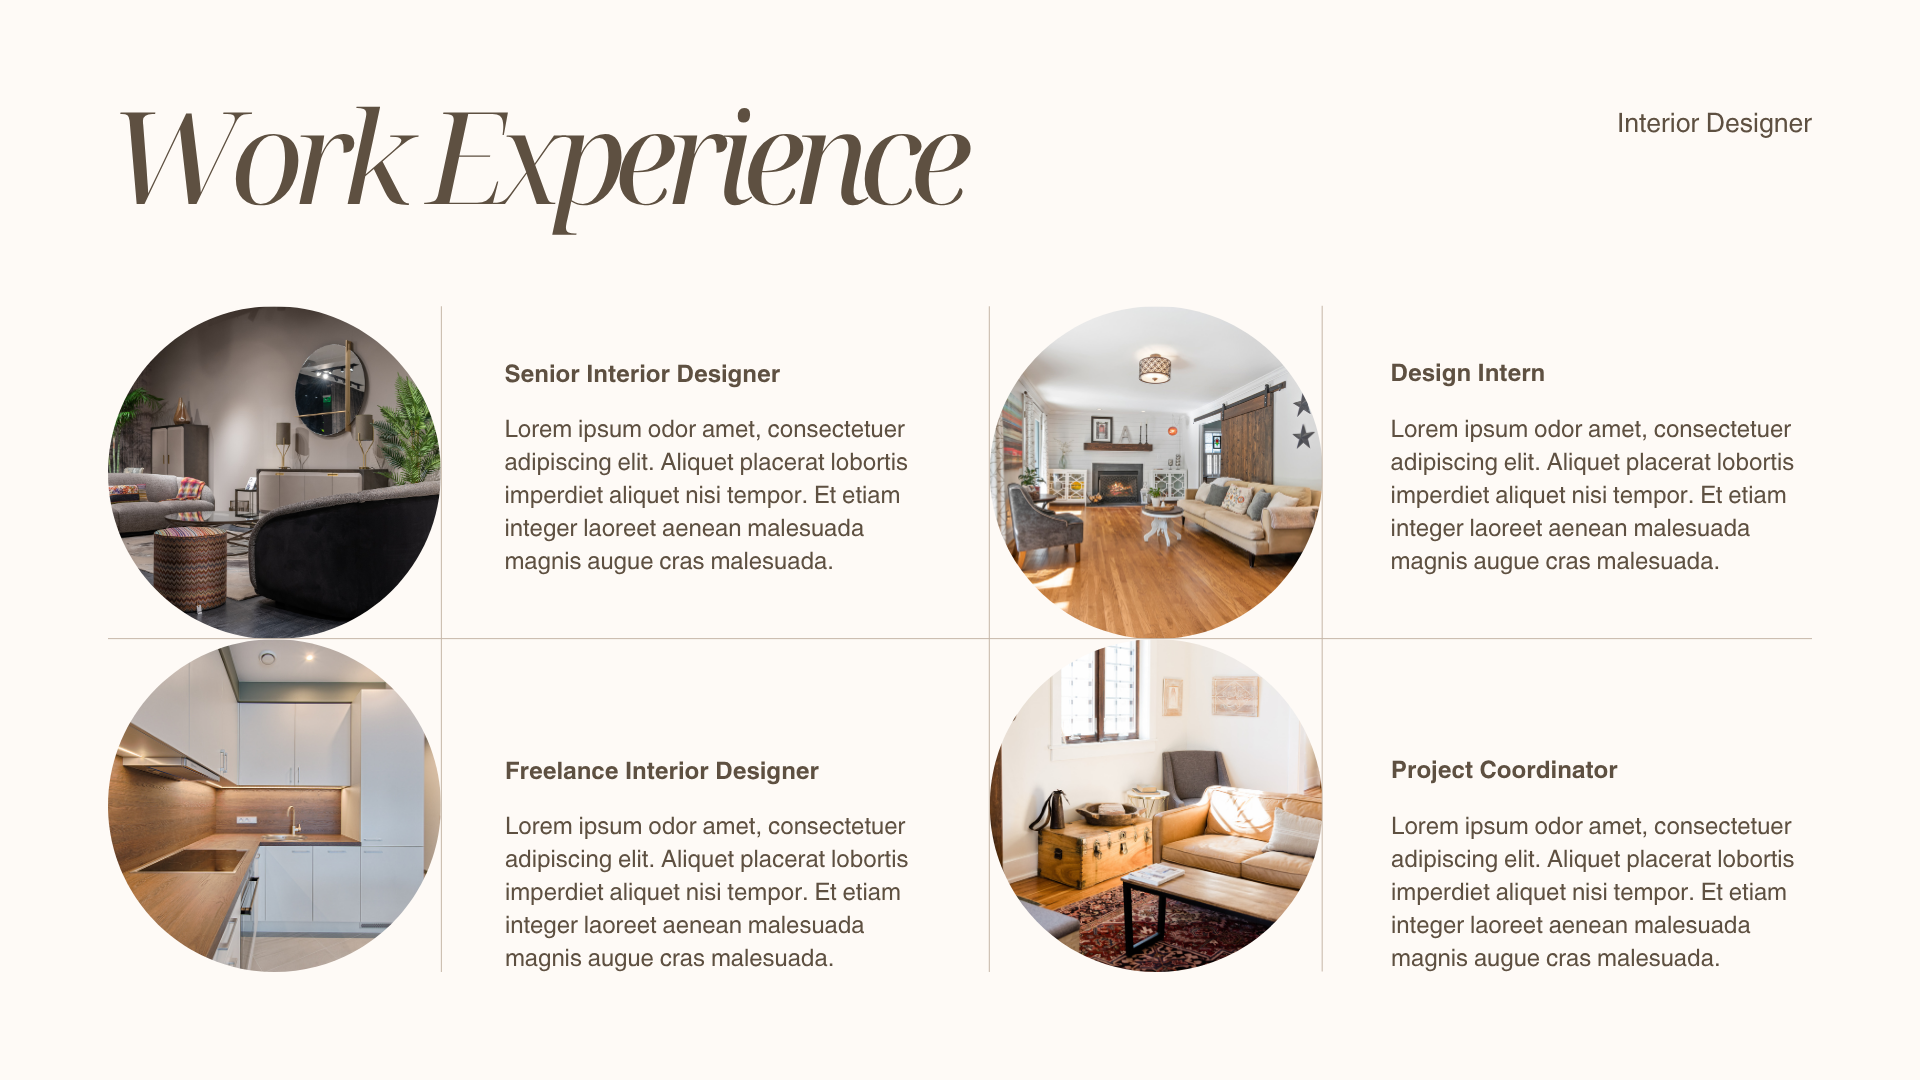 Work Experience
Interior Designer
Senior Interior Designer
Lorem ipsum odor amet, consectetuer
adipiscing elit. Aliquet placerat lobortis
imperdiet aliquet nisi tempor. Et etiam
integer laoreet aenean malesuada
magnis augue cras malesuada.
Design Intern
Lorem ipsum odor amet, consectetuer
adipiscing elit. Aliquet placerat lobortis
imperdiet aliquet nisi tempor. Et etiam
integer laoreet aenean malesuada
magnis augue cras malesuada.
Freelance Interior Designer
Lorem ipsum odor amet, consectetuer
adipiscing elit. Aliquet placerat lobortis
imperdiet aliquet nisi tempor. Et etiam
integer laoreet aenean malesuada
magnis augue cras malesuada.
Project Coordinator
Lorem ipsum odor amet, consectetuer
adipiscing elit. Aliquet placerat lobortis
imperdiet aliquet nisi tempor. Et etiam
integer laoreet aenean malesuada
magnis augue cras malesuada.